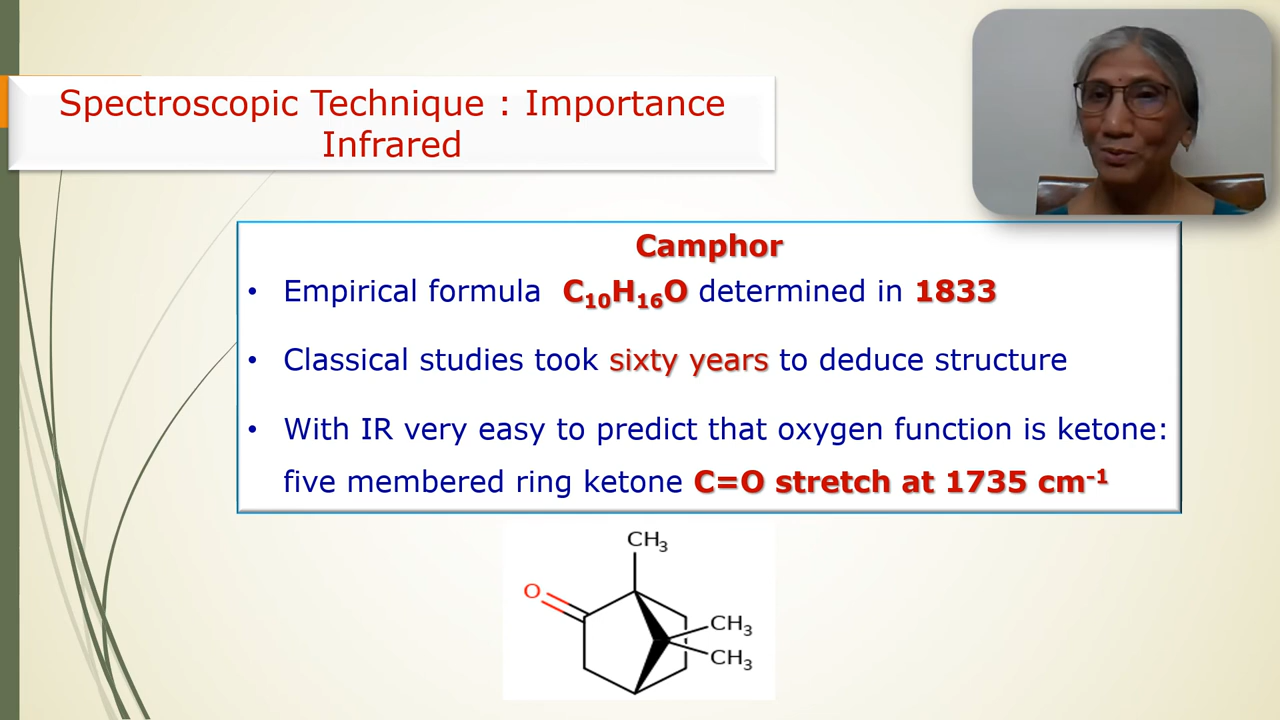 Spectroscopic Technique : Importance
Infrared
Camphor
• Empirical formula C₁₀H₁₆O determined in 1833
• Classical studies took sixty years to deduce structure
• With IR very easy to predict that oxygen function is ketone:
five membered ring ketone C=O stretch at 1735 cm⁻¹
CH₃
O
CH₃
CH₃